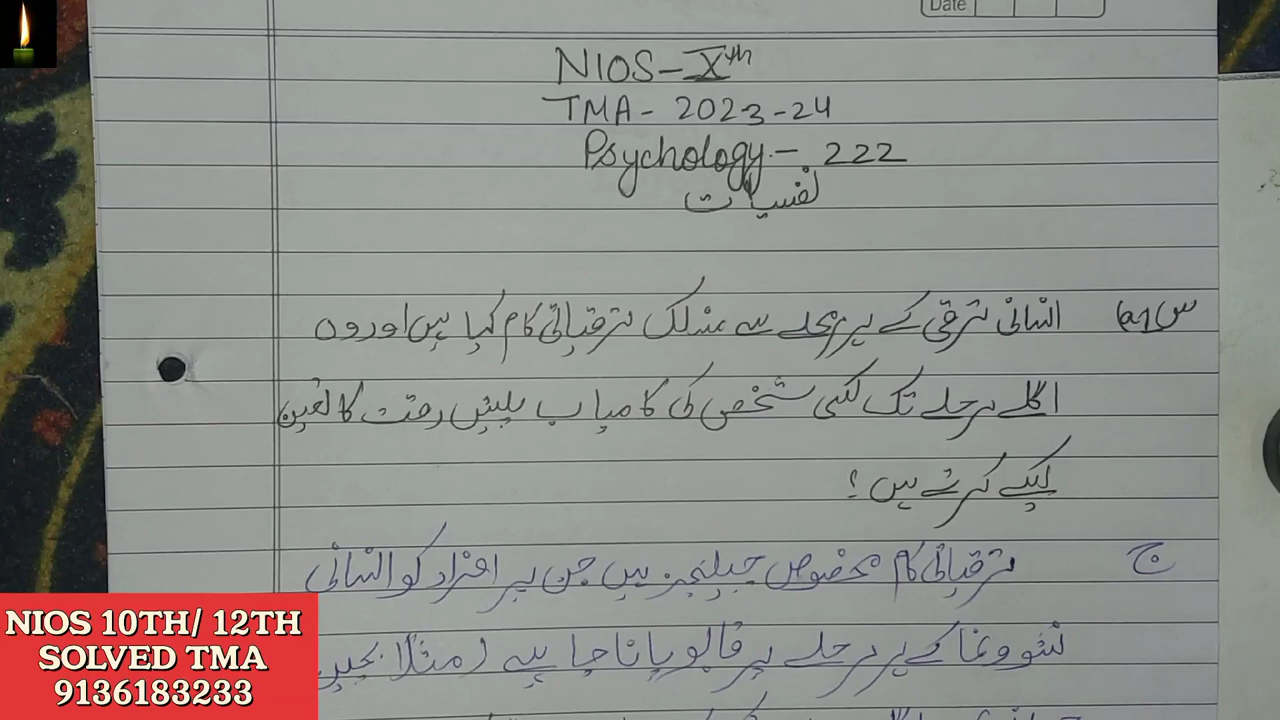 Date
NIOS-Xth
TMA- 2023-24
Psychology- 222
نفسیات
س1a) انسانی ترقی کے ہر مرحلے سے منسلک ترقیاتی کام کیا ہیں اور وہ
اگلے مرحلے تک کسی شخص کی کامیاب پیش رفت کا تعین
کیسے کرتے ہیں؟
ج ترقیاتی کام مخصوص چیلنجز ہیں جن پر افراد کو انسانی
نشوونما کے ہر مرحلے پر قابو پانا چاہیے (مثلاً بچپن
NIOS 10TH/ 12TH
SOLVED TMA
9136183233